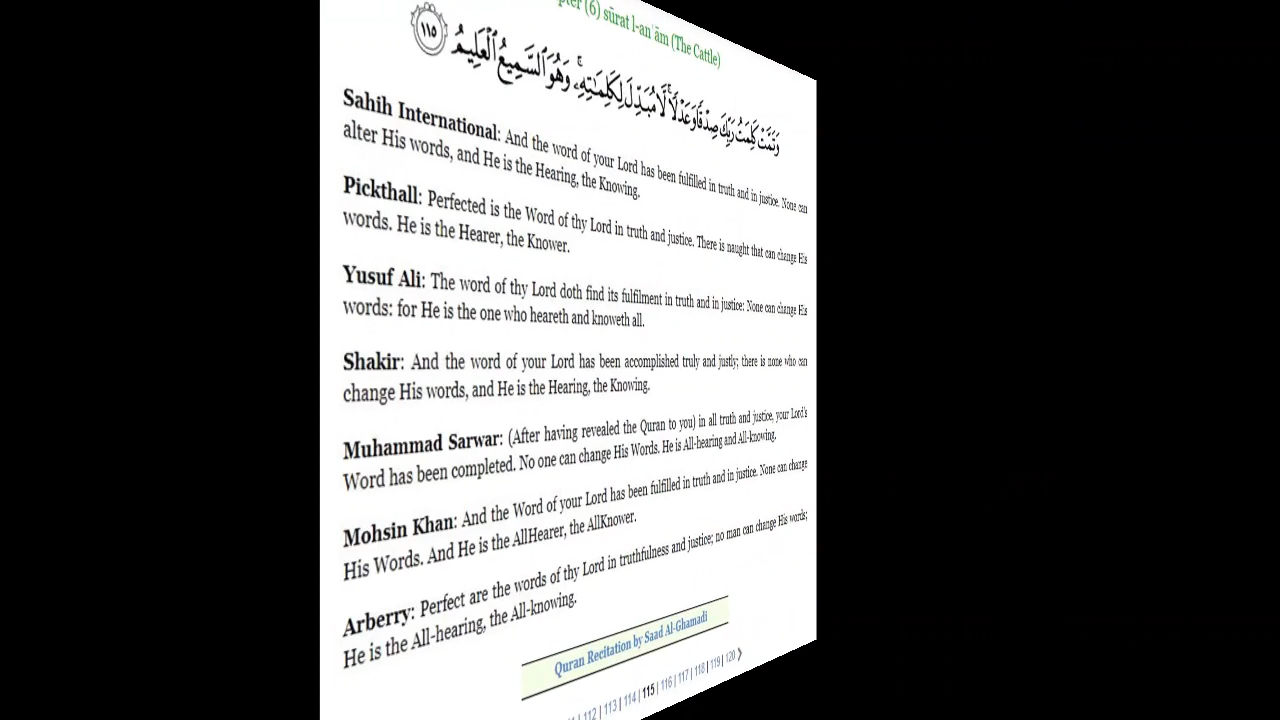 (6) sūrat l-anʿām (The Cattle)
وَتَمَّتْ كَلِمَتُ رَبِّكَ صِدْقًا وَعَدْلًا ۚ لَّا مُبَدِّلَ لِكَلِمَٰتِهِۦ ۚ وَهُوَ ٱلسَّمِيعُ ٱلْعَلِيمُ ١١٥
Sahih International: And the word of your Lord has been fulfilled in truth and in justice. None can
alter His words, and He is the Hearing, the Knowing.
Pickthall: Perfected is the Word of thy Lord in truth and justice. There is naught that can change His
words. He is the Hearer, the Knower.
Yusuf Ali: The word of thy Lord doth find its fulfilment in truth and in justice: None can change His
words: for He is the one who heareth and knoweth all.
Shakir: And the word of your Lord has been accomplished truly and justly; there is none who can
change His words, and He is the Hearing, the Knowing.
Muhammad Sarwar: (After having revealed the Quran to you) in all truth and justice, your Lord's
Word has been completed. No one can change His Words. He is All-hearing and All-knowing.
Mohsin Khan: And the Word of your Lord has been fulfilled in truth and in justice. None can change
His Words. And He is the AllHearer, the AllKnower.
Arberry: Perfect are the words of thy Lord in truthfulness and justice; no man can change His words;
He is the All-hearing, the All-knowing.
Quran Recitation by Saad Al-Ghamadi
| 112 | 113 | 114 | 115 | 116 | 117 | 118 | 119 | 120 ❯